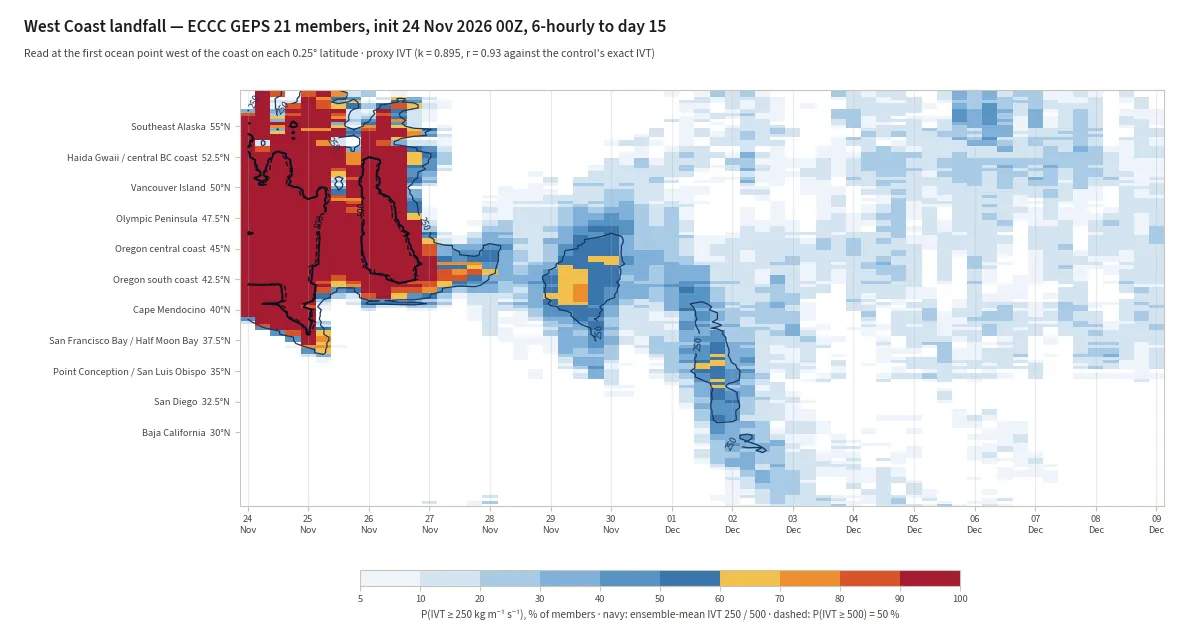 West Coast landfall — ECCC GEPS 21 members, init 24 Nov 2026 00Z, 6-hourly to day 15
Read at the first ocean point west of the coast on each 0.25° latitude · proxy IVT (k = 0.895, r = 0.93 against the control's exact IVT)
Southeast Alaska 55°N
Haida Gwaii / central BC coast 52.5°N
Vancouver Island 50°N
Olympic Peninsula 47.5°N
Oregon central coast 45°N
Oregon south coast 42.5°N
Cape Mendocino 40°N
San Francisco Bay / Half Moon Bay 37.5°N
Point Conception / San Luis Obispo 35°N
San Diego 32.5°N
Baja California 30°N
250
250
250
250
250
24 25 26 27 28 29 30 01 02 03 04 05 06 07 08 09
Nov Nov Nov Nov Nov Nov Nov Dec Dec Dec Dec Dec Dec Dec Dec Dec
5 10 20 30 40 50 60 70 80 90 100
P(IVT ≥ 250 kg m⁻¹ s⁻¹), % of members · navy: ensemble-mean IVT 250 / 500 · dashed: P(IVT ≥ 500) = 50 %